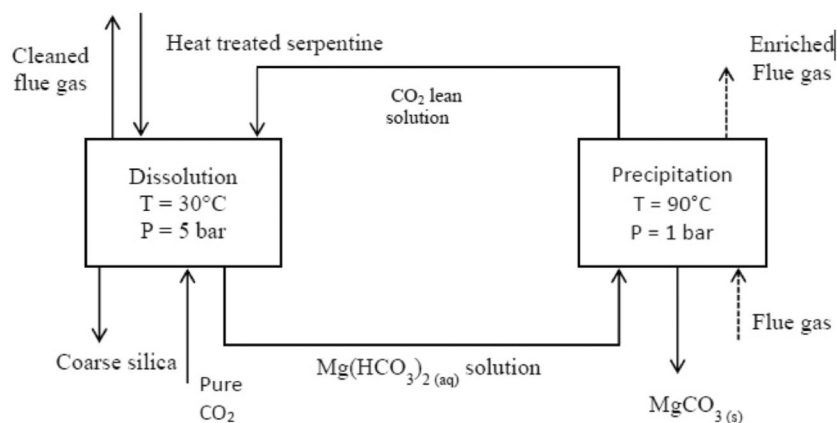 Cleaned
flue gas
Heat treated serpentine
CO₂ lean
solution
Enriched
Flue gas
Dissolution
T = 30°C
P = 5 bar
Precipitation
T = 90°C
P = 1 bar
Coarse silica
Pure
CO₂
Mg(HCO₃)₂ (aq) solution
Flue gas
MgCO₃ (s)